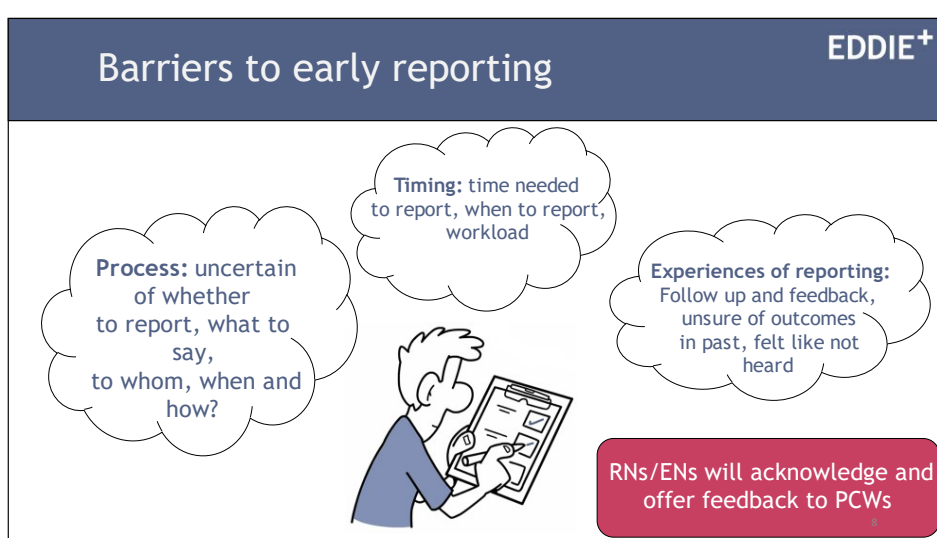 Barriers to early reporting
EDDIE+
Timing: time needed
to report, when to report,
workload
Process: uncertain
of whether
to report, what to
say,
to whom, when and
how?
Experiences of reporting:
Follow up and feedback,
unsure of outcomes
in past, felt like not
heard
RNs/ENs will acknowledge and
offer feedback to PCWs
8